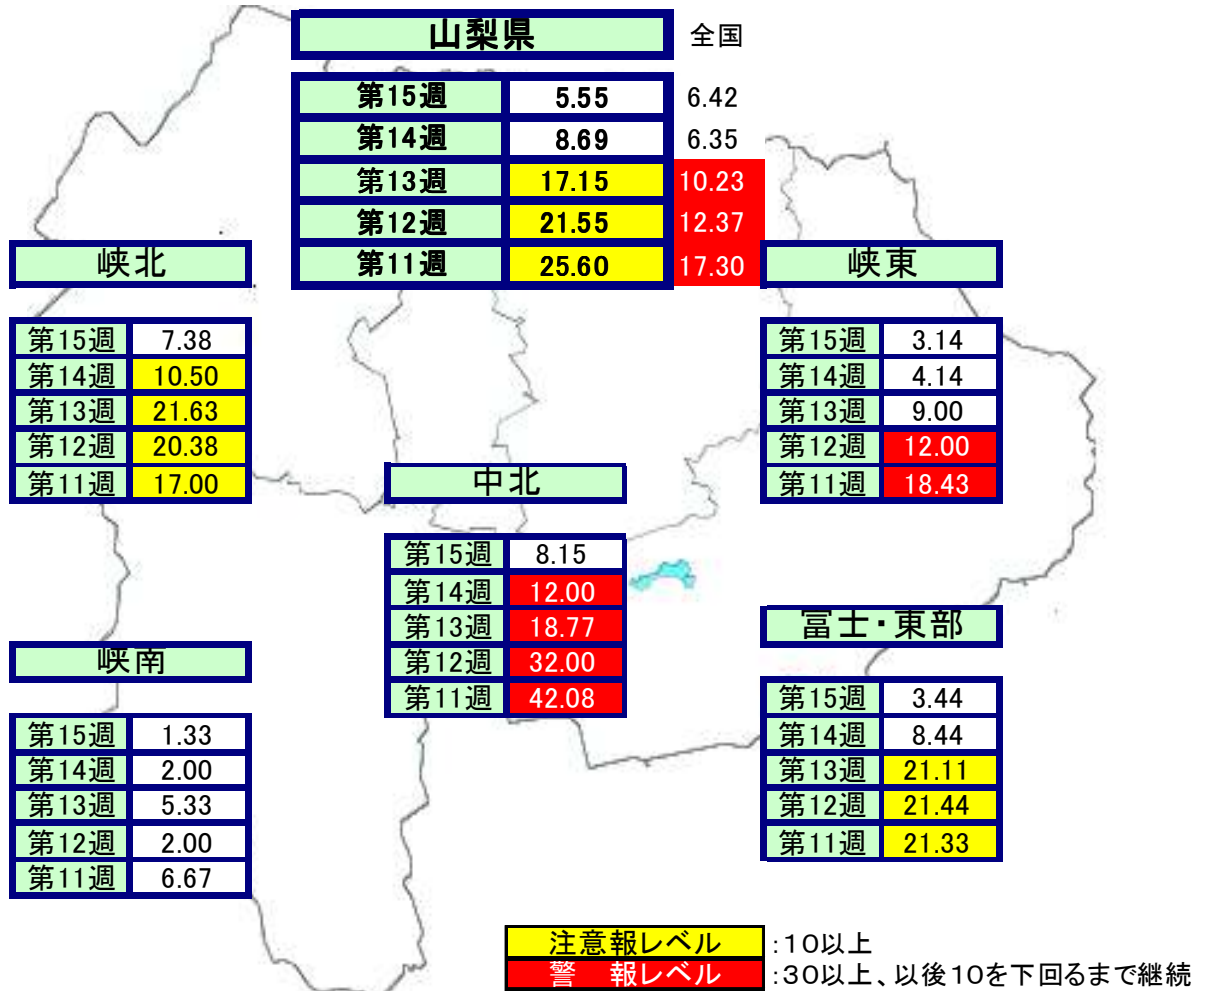 山梨県 全国
第15週 5.55 6.42
第14週 8.69 6.35
第13週 17.15 10.23
第12週 21.55 12.37
第11週 25.60 17.30
峡北
第15週 7.38
第14週 10.50
第13週 21.63
第12週 20.38
第11週 17.00
峡東
第15週 3.14
第14週 4.14
第13週 9.00
第12週 12.00
第11週 18.43
中北
第15週 8.15
第14週 12.00
第13週 18.77
第12週 32.00
第11週 42.08
峡南
第15週 1.33
第14週 2.00
第13週 5.33
第12週 2.00
第11週 6.67
富士・東部
第15週 3.44
第14週 8.44
第13週 21.11
第12週 21.44
第11週 21.33
注意報レベル :10以上
警 報レベル :30以上、以後10を下回るまで継続